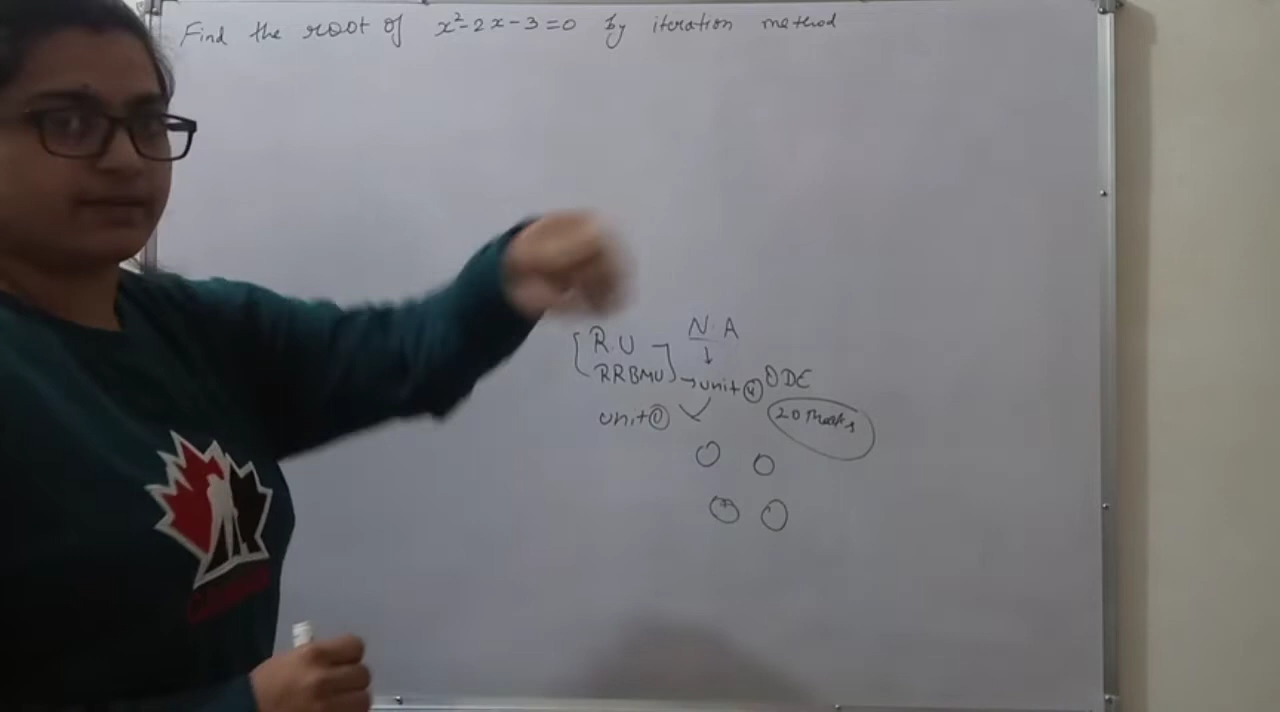 Find the root of x²-2x-3=0 by iteration method
R.U N.A
RRBMU → unit ④ ODE
unit ① 20 Marks